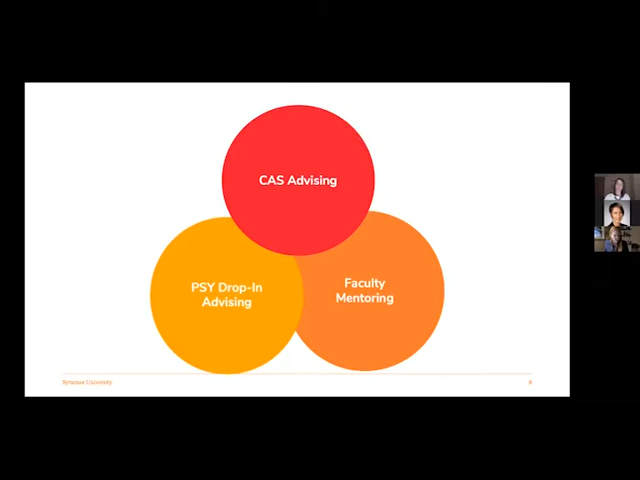 CAS Advising
PSY Drop-In
Advising
Faculty
Mentoring
Syracuse University